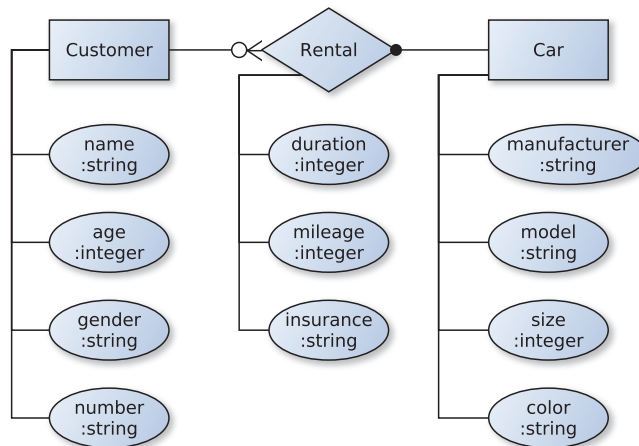 Customer
Rental
Car
name
:string
age
:integer
gender
:string
number
:string
duration
:integer
mileage
:integer
insurance
:string
manufacturer
:string
model
:string
size
:integer
color
:string